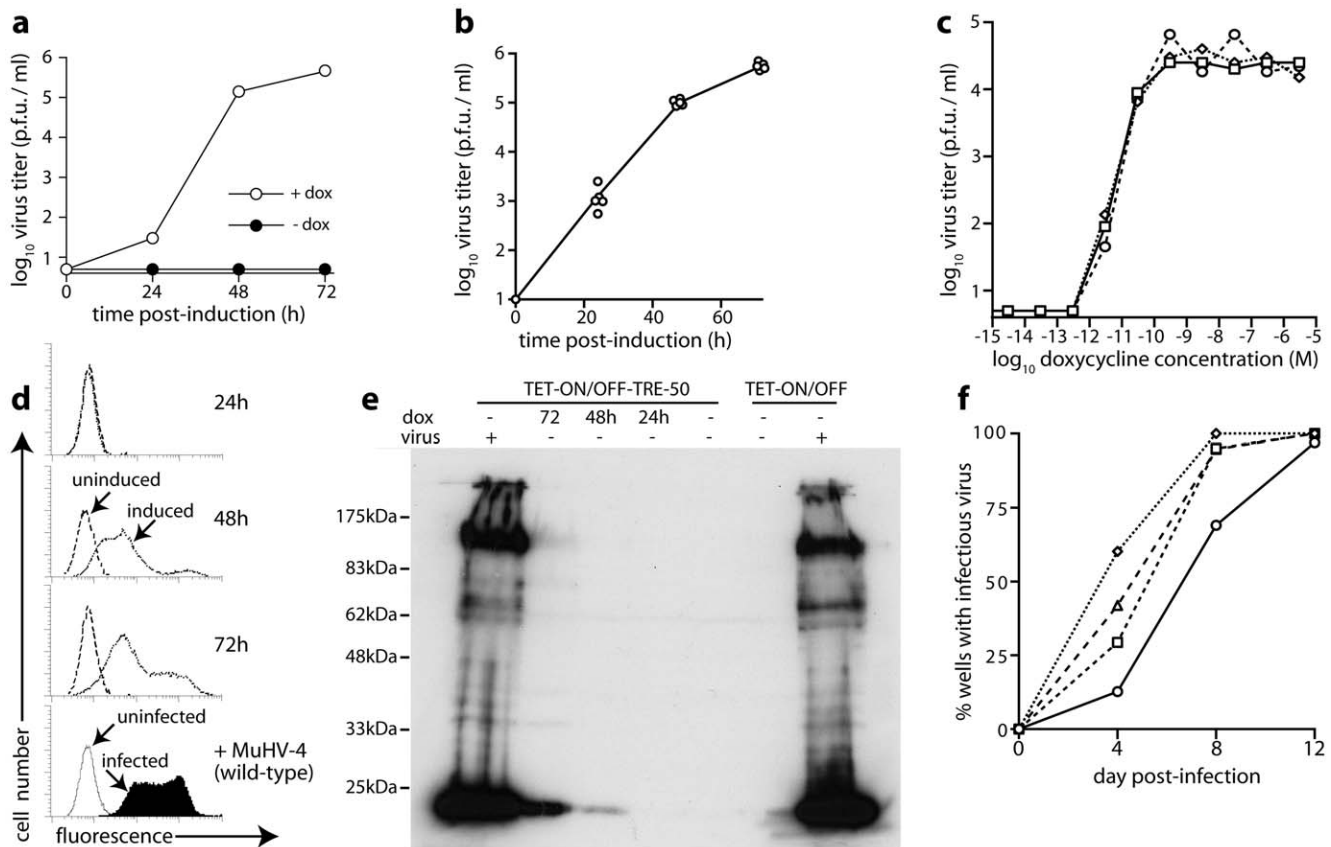 a
log₁₀ virus titer (p.f.u. / ml)
6
5
4
3
2
1
0 24 48 72
time post-induction (h)
+ dox
- dox
b
log₁₀ virus titer (p.f.u. / ml)
6
5
4
3
2
1
0 20 40 60
time post-induction (h)
c
log₁₀ virus titer (p.f.u. / ml)
5
4
3
2
1
-15 -14 -13 -12 -11 -10 -9 -8 -7 -6 -5
log₁₀ doxycycline concentration (M)
d
24h
uninduced
induced
48h
72h
uninfected
infected
+ MuHV-4
(wild-type)
cell number
fluorescence
e
TET-ON/OFF-TRE-50 TET-ON/OFF
dox - 72 48h 24h - - -
virus + - - - - - +
175kDa
83kDa
62kDa
48kDa
33kDa
25kDa
f
% wells with infectious virus
100
75
50
25
0
0 4 8 12
day post-infection